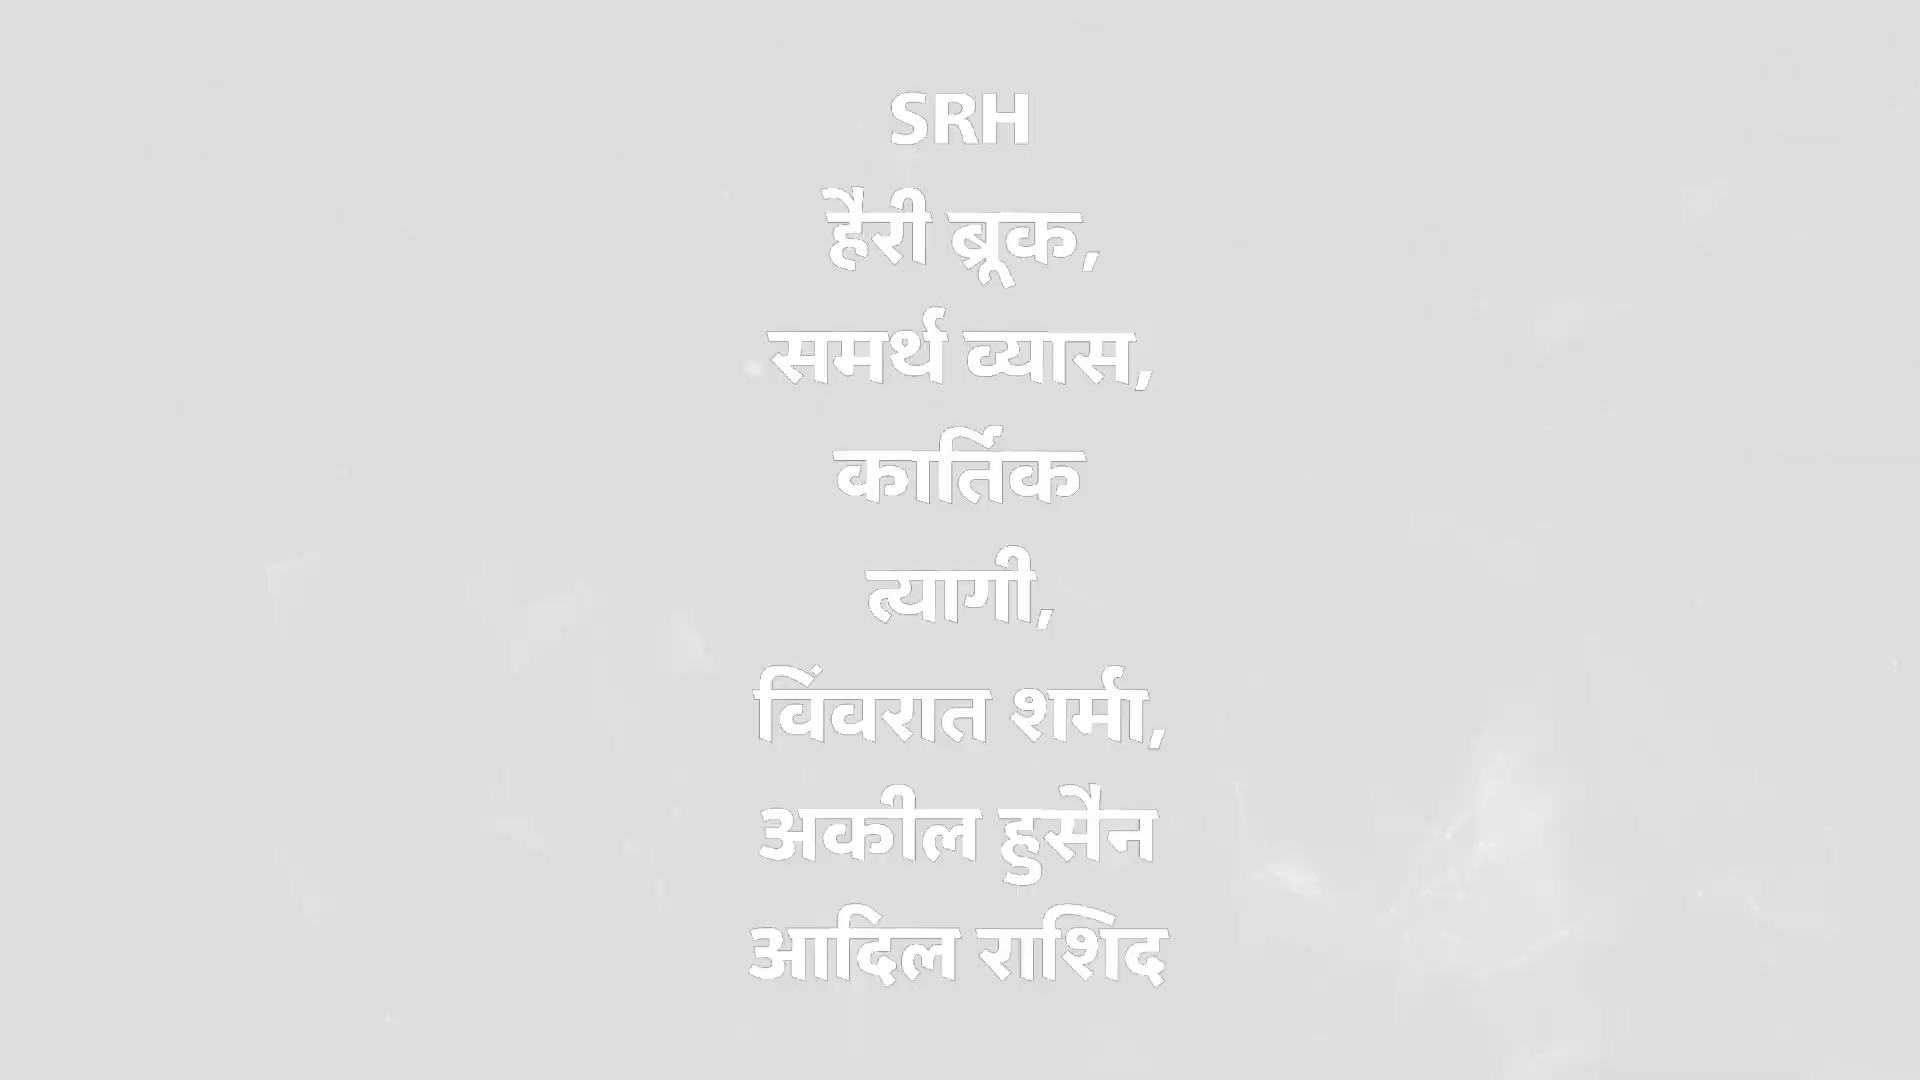 SRH
हैरी ब्रूक,
समर्थ व्यास,
कार्तिक
त्यागी,
विंवरात शर्मा,
अकील हुसैन
आदिल राशिद